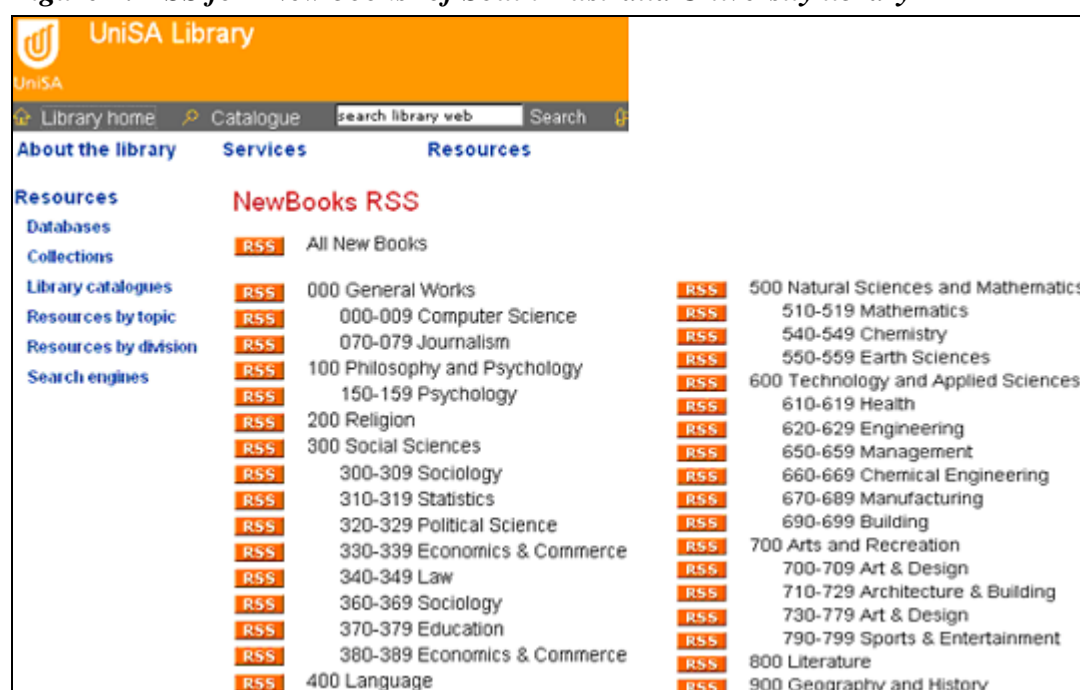 UniSA Library
UniSA
Library home Catalogue search library web Search
About the library Services Resources
Resources
Databases
Collections
Library catalogues
Resources by topic
Resources by division
Search engines
NewBooks RSS
RSS All New Books
RSS 000 General Works
RSS 000-009 Computer Science
RSS 070-079 Journalism
RSS 100 Philosophy and Psychology
RSS 150-159 Psychology
RSS 200 Religion
RSS 300 Social Sciences
RSS 300-309 Sociology
RSS 310-319 Statistics
RSS 320-329 Political Science
RSS 330-339 Economics & Commerce
RSS 340-349 Law
RSS 360-369 Sociology
RSS 370-379 Education
RSS 380-389 Economics & Commerce
RSS 400 Language
RSS 500 Natural Sciences and Mathematics
RSS 510-519 Mathematics
RSS 540-549 Chemistry
RSS 550-559 Earth Sciences
RSS 600 Technology and Applied Sciences
RSS 610-619 Health
RSS 620-629 Engineering
RSS 650-659 Management
RSS 660-669 Chemical Engineering
RSS 670-689 Manufacturing
RSS 690-699 Building
RSS 700 Arts and Recreation
RSS 700-709 Art & Design
RSS 710-729 Architecture & Building
RSS 730-779 Art & Design
RSS 790-799 Sports & Entertainment
RSS 800 Literature
RSS 900 Geography and History